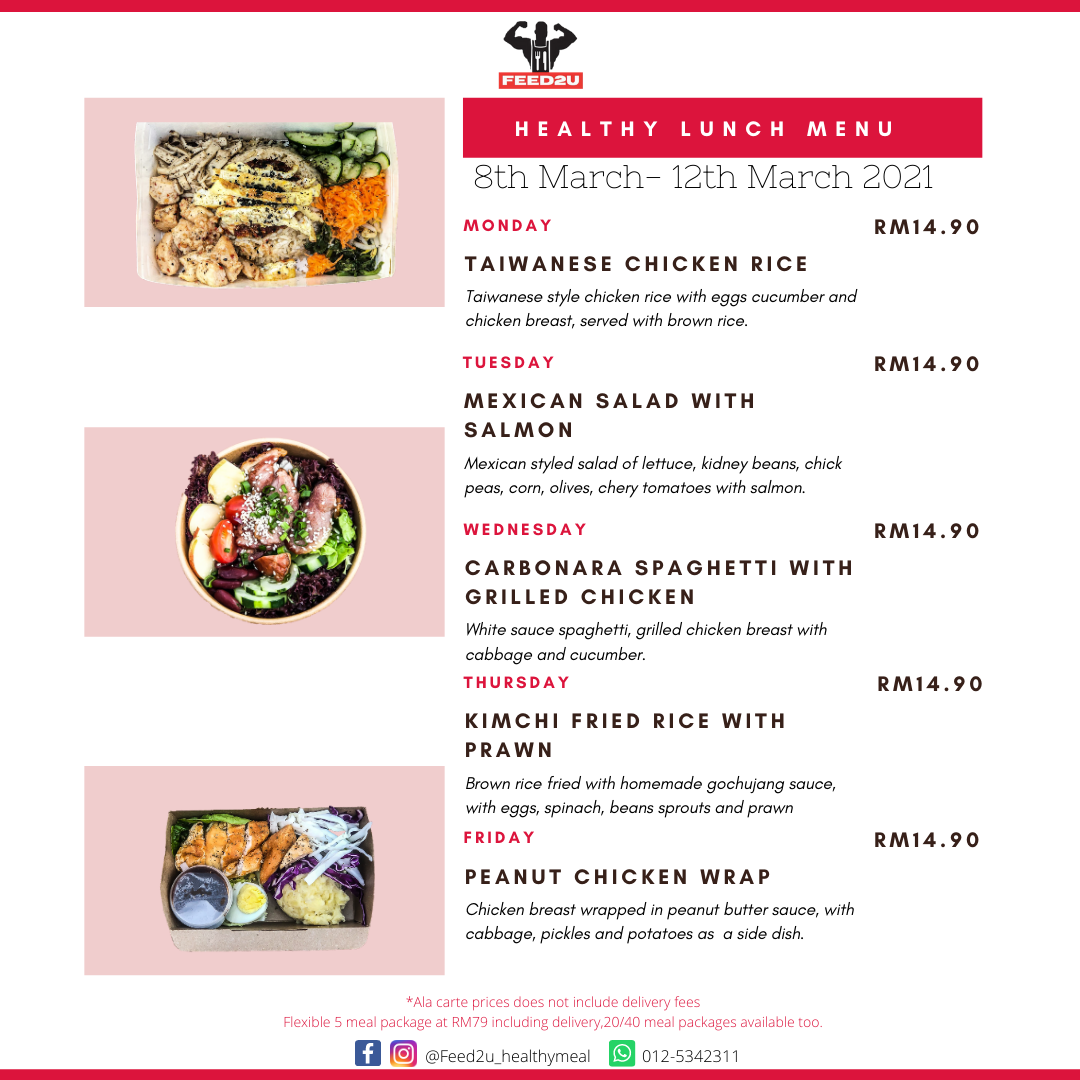 FEED2U
HEALTHY LUNCH MENU
8th March- 12th March 2021
MONDAY RM14.90
TAIWANESE CHICKEN RICE
Taiwanese style chicken rice with eggs cucumber and
chicken breast, served with brown rice.
TUESDAY RM14.90
MEXICAN SALAD WITH
SALMON
Mexican styled salad of lettuce, kidney beans, chick
peas, corn, olives, chery tomatoes with salmon.
WEDNESDAY RM14.90
CARBONARA SPAGHETTI WITH
GRILLED CHICKEN
White sauce spaghetti, grilled chicken breast with
cabbage and cucumber.
THURSDAY RM14.90
KIMCHI FRIED RICE WITH
PRAWN
Brown rice fried with homemade gochujang sauce,
with eggs, spinach, beans sprouts and prawn
FRIDAY RM14.90
PEANUT CHICKEN WRAP
Chicken breast wrapped in peanut butter sauce, with
cabbage, pickles and potatoes as a side dish.
*Ala carte prices does not include delivery fees
Flexible 5 meal package at RM79 including delivery,20/40 meal packages available too.
@Feed2u_healthymeal 012-5342311